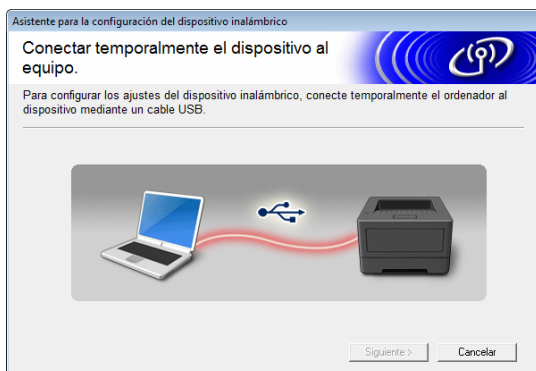 Asistente para la configuración del dispositivo inalámbrico
Conectar temporalmente el dispositivo al
equipo.
Para configurar los ajustes del dispositivo inalámbrico, conecte temporalmente el ordenador al
dispositivo mediante un cable USB.
Siguiente >
Cancelar